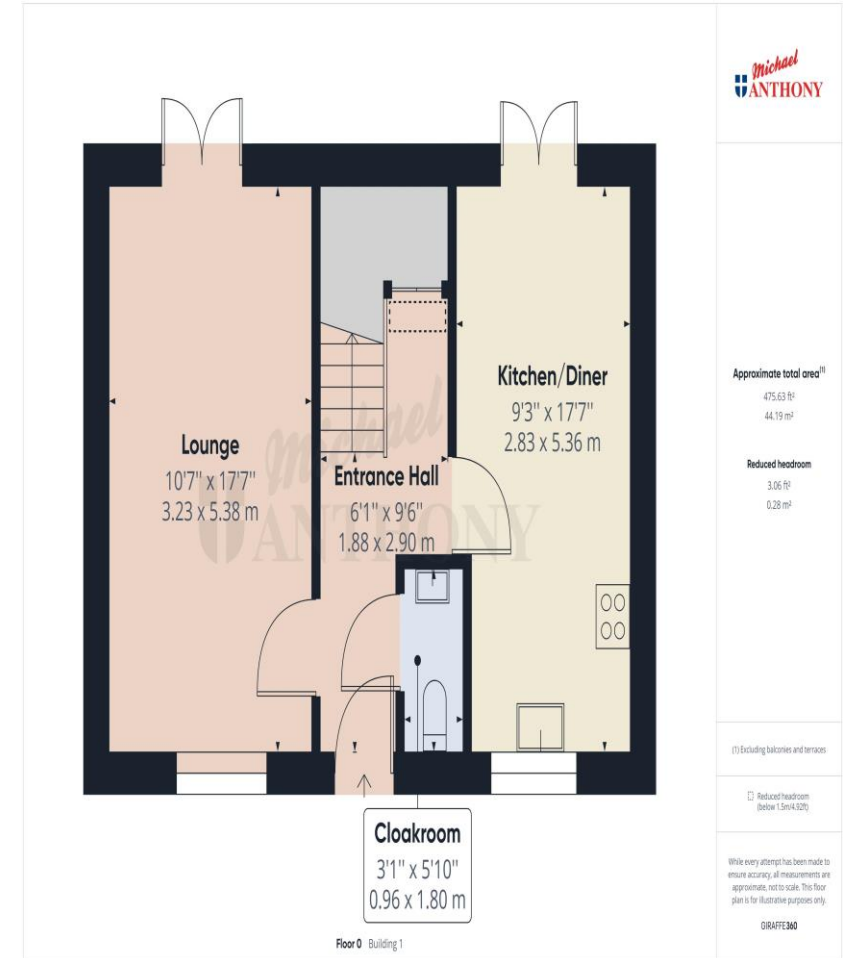 Michael
ANTHONY
Lounge
10'7" x 17'7"
3.23 x 5.38 m
Entrance Hall
6'1" x 9'6"
1.88 x 2.90 m
Kitchen/Diner
9'3" x 17'7"
2.83 x 5.36 m
Michael
ANTHONY
Cloakroom
3'1" x 5'10"
0.96 x 1.80 m
Floor 0 Building 1
Approximate total area(1)
475.63 ft²
44.19 m²
Reduced headroom
3.06 ft²
0.28 m²
(1) Excluding balconies and terraces
Reduced headroom
(below 1.5m/4.92ft)
While every attempt has been made to
ensure accuracy, all measurements are
approximate, not to scale. This floor
plan is for illustrative purposes only.
GIRAFFE360